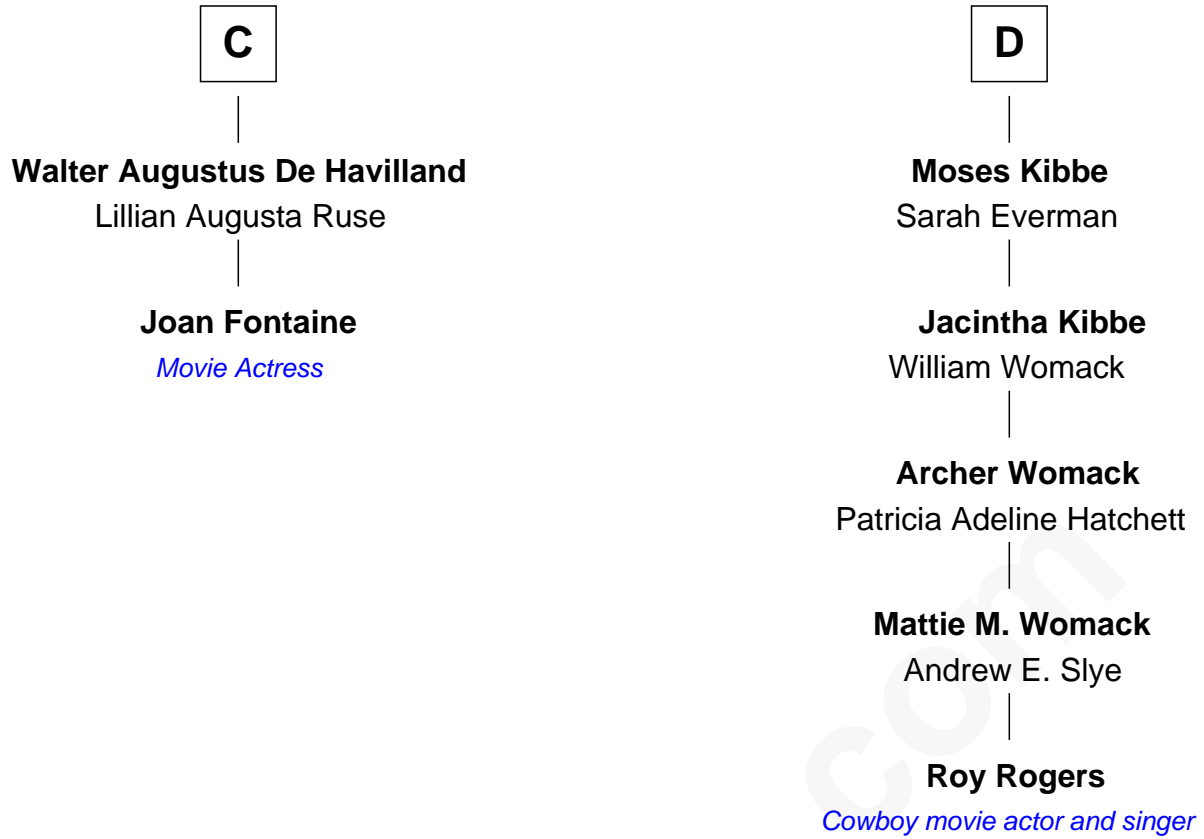 C
Walter Augustus De Havilland
Lillian Augusta Ruse
Joan Fontaine
Movie Actress
D
Moses Kibbe
Sarah Everman
Jacintha Kibbe
William Womack
Archer Womack
Patricia Adeline Hatchett
Mattie M. Womack
Andrew E. Slye
Roy Rogers
Cowboy movie actor and singer
com